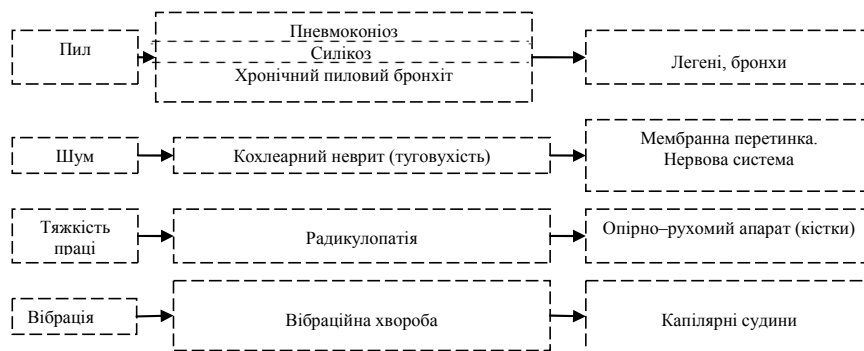 Пил
Пневмоконіоз
Силікоз
Хронічний пиловий бронхіт
Легені, бронхи
Шум
Кохлеарний неврит (туговухість)
Мембранна перетинка.
Нервова система
Тяжкість
праці
Радикулопатія
Опірно–рухомий апарат (кістки)
Вібрація
Вібраційна хвороба
Капілярні судини